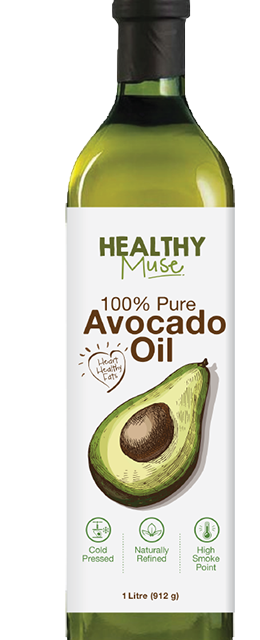 HEALTHY
Muse
100% Pure
Avocado
Oil
Heart
Healthy
Fats
Cold
Pressed
Naturally
Refined
High
Smoke
Point
1 Litre (912 g)